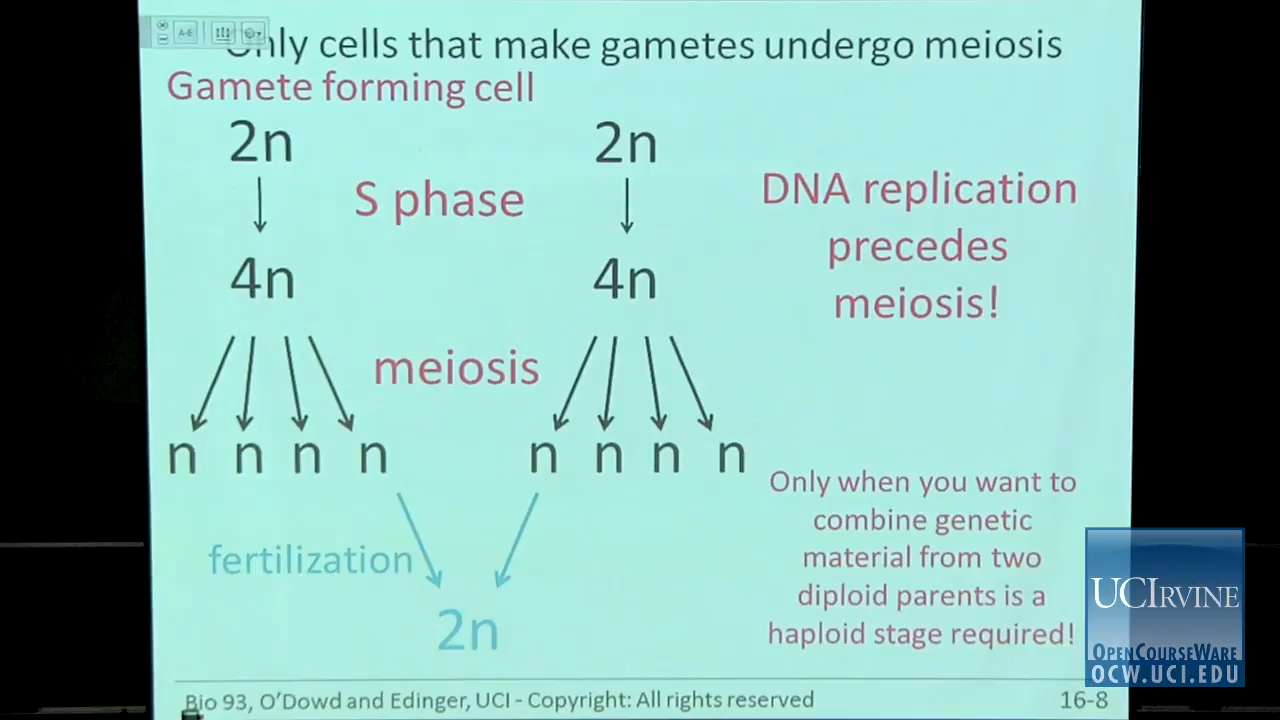 Only cells that make gametes undergo meiosis
Gamete forming cell
2n 2n
S phase
DNA replication
precedes
meiosis!
4n 4n
meiosis
n n n n n n n n
Only when you want to
combine genetic
material from two
diploid parents is a
haploid stage required!
fertilization
2n
Bio 93, O'Dowd and Edinger, UCI - Copyright: All rights reserved
16-8
UCIRVINE
OPENCOURSEWARE
OCW.UCI.EDU
A-E